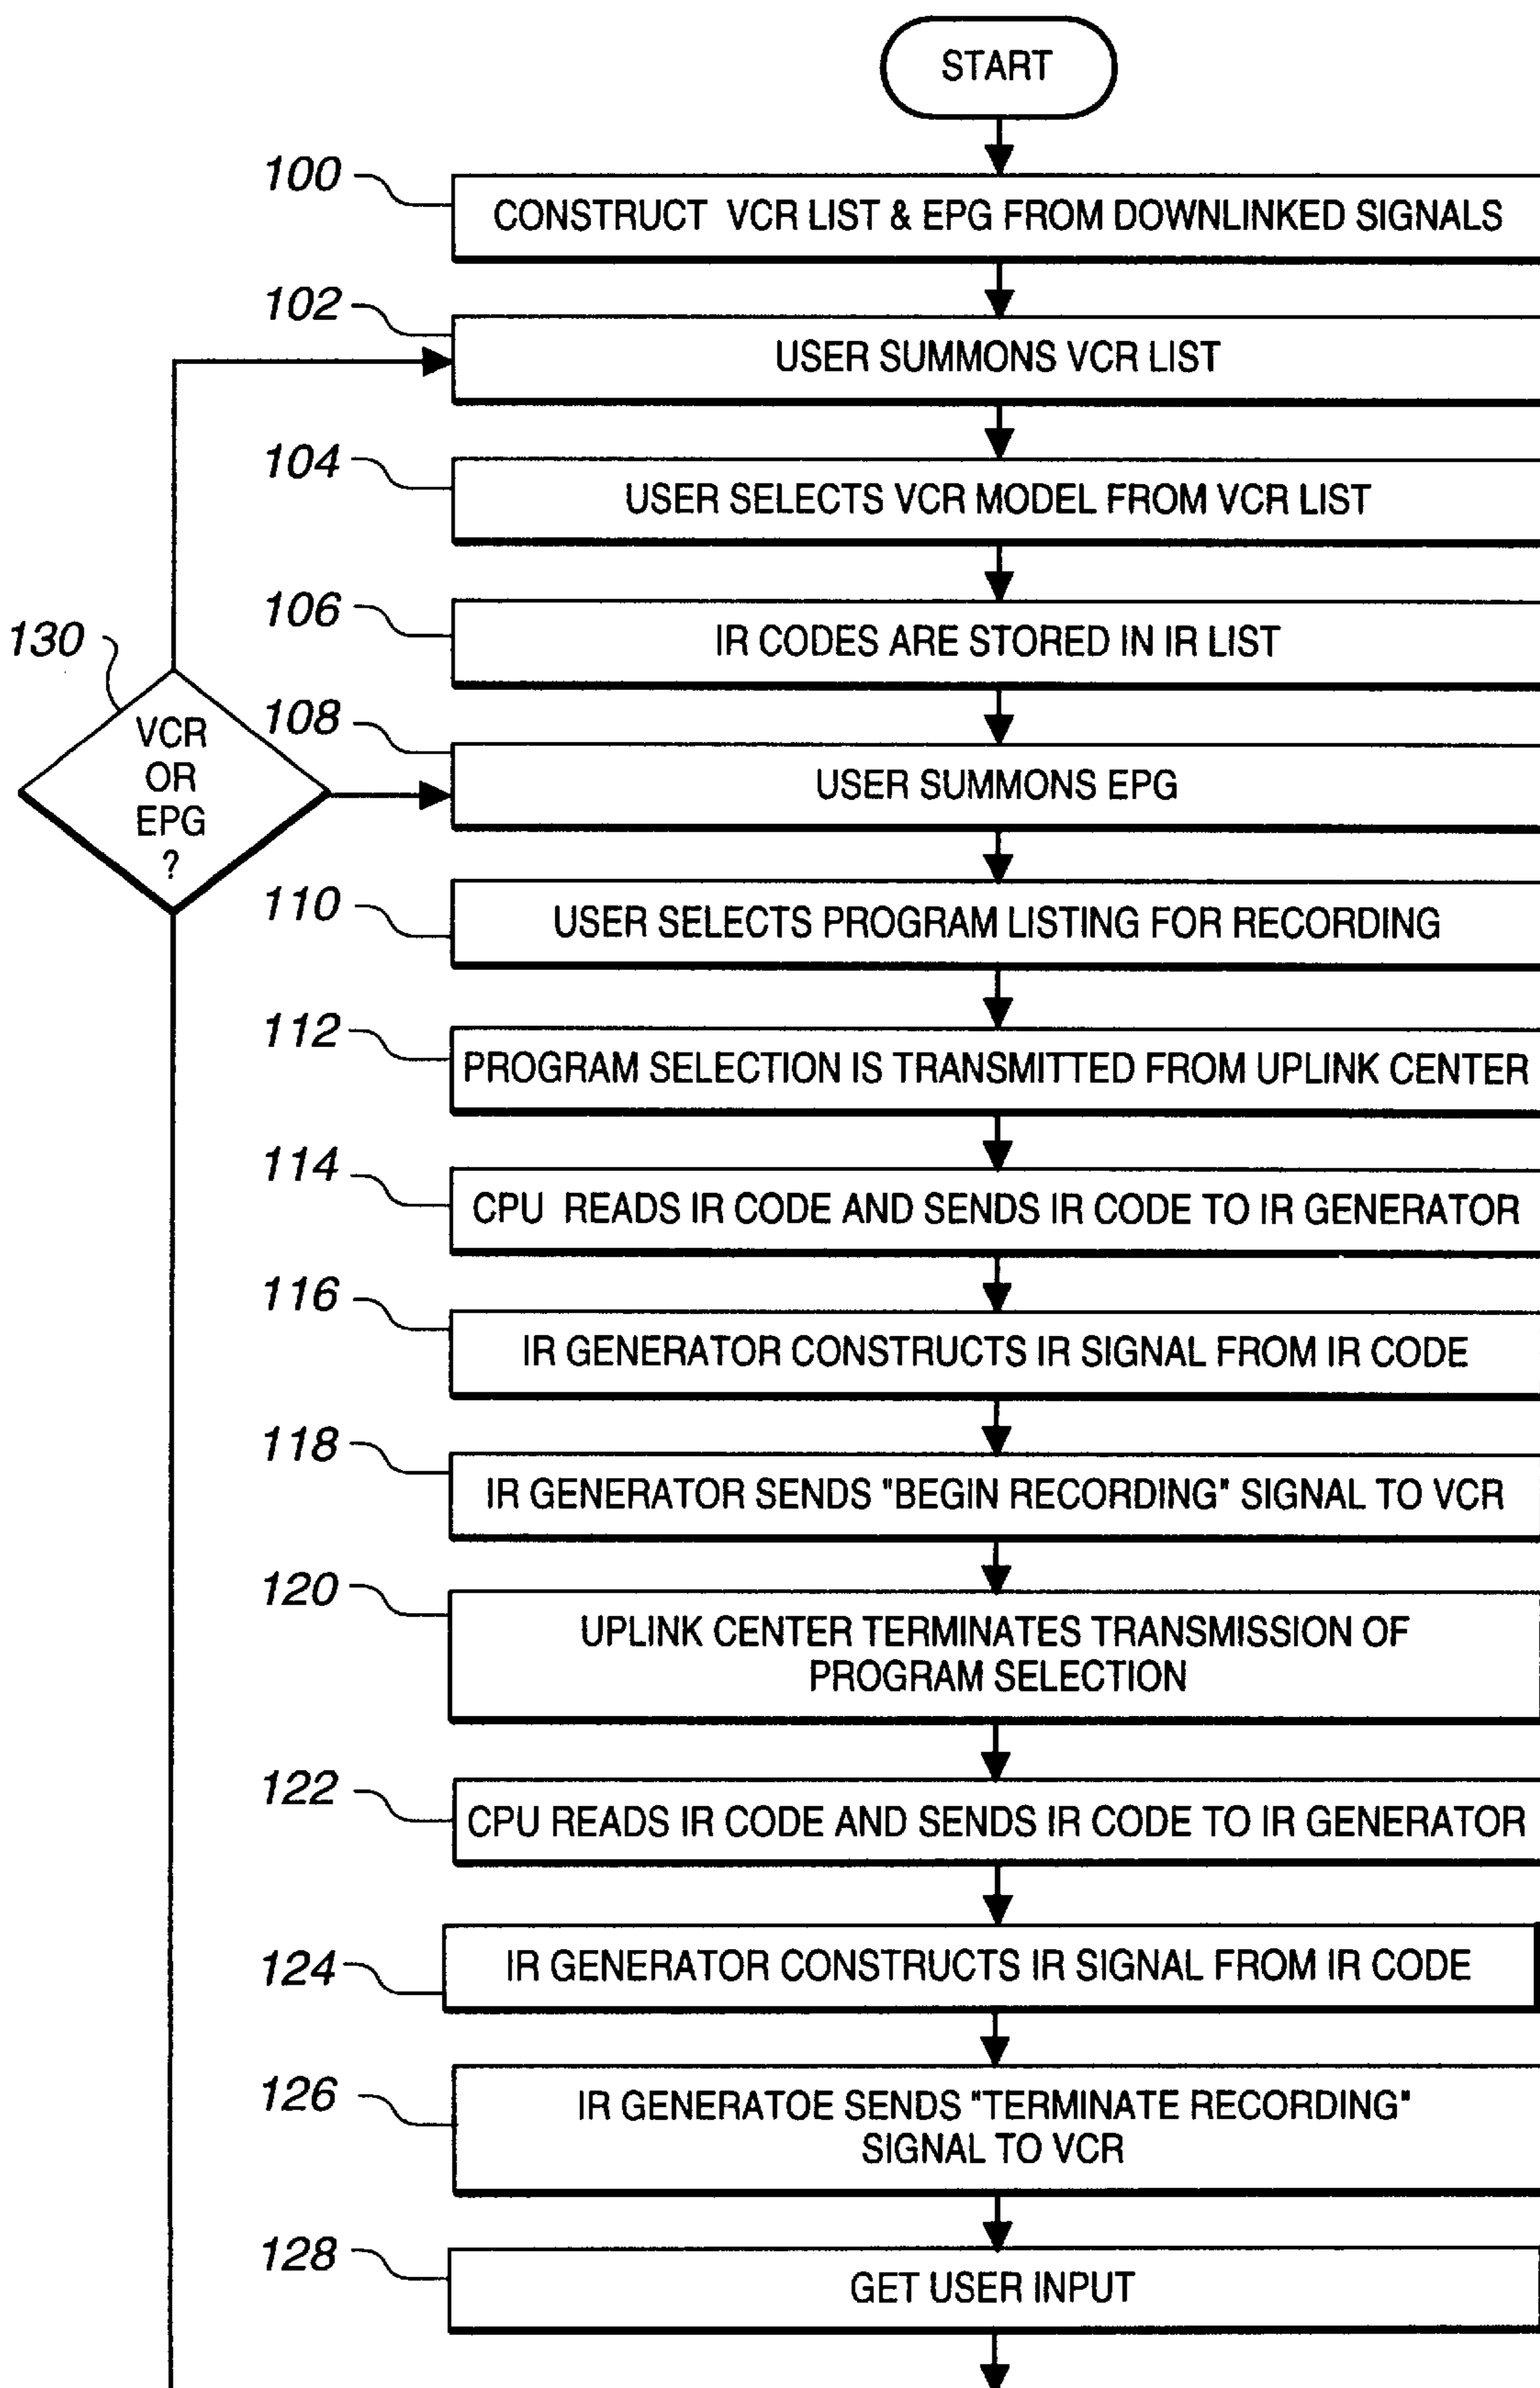 START
100
CONSTRUCT VCR LIST & EPG FROM DOWNLINKED SIGNALS
102
USER SUMMONS VCR LIST
104
USER SELECTS VCR MODEL FROM VCR LIST
106
IR CODES ARE STORED IN IR LIST
130
VCR
OR
EPG
?
108
USER SUMMONS EPG
110
USER SELECTS PROGRAM LISTING FOR RECORDING
112
PROGRAM SELECTION IS TRANSMITTED FROM UPLINK CENTER
114
CPU READS IR CODE AND SENDS IR CODE TO IR GENERATOR
116
IR GENERATOR CONSTRUCTS IR SIGNAL FROM IR CODE
118
IR GENERATOR SENDS "BEGIN RECORDING" SIGNAL TO VCR
120
UPLINK CENTER TERMINATES TRANSMISSION OF
PROGRAM SELECTION
122
CPU READS IR CODE AND SENDS IR CODE TO IR GENERATOR
124
IR GENERATOR CONSTRUCTS IR SIGNAL FROM IR CODE
126
IR GENERATOE SENDS "TERMINATE RECORDING"
SIGNAL TO VCR
128
GET USER INPUT